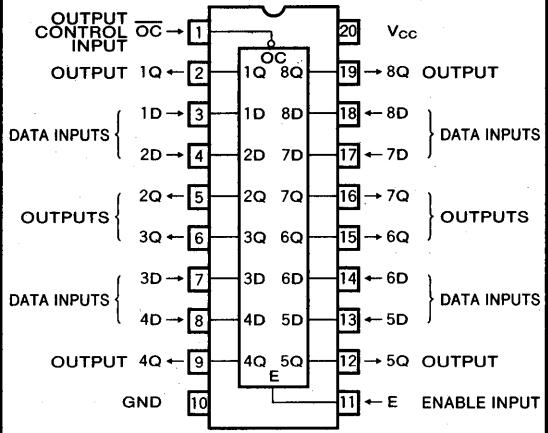 OUTPUT
CONTROL OC 1 20 Vcc
INPUT
OC
OUTPUT 1Q 2 1Q 8Q 19 8Q OUTPUT
1D 3 1D 8D 18 8D
DATA INPUTS DATA INPUTS
2D 4 2D 7D 17 7D
2Q 5 2Q 7Q 16 7Q
OUTPUTS OUTPUTS
3Q 6 3Q 6Q 15 6Q
3D 7 3D 6D 14 6D
DATA INPUTS DATA INPUTS
4D 8 4D 5D 13 5D
OUTPUT 4Q 9 4Q 5Q 12 5Q OUTPUT
E
GND 10 11 E ENABLE INPUT